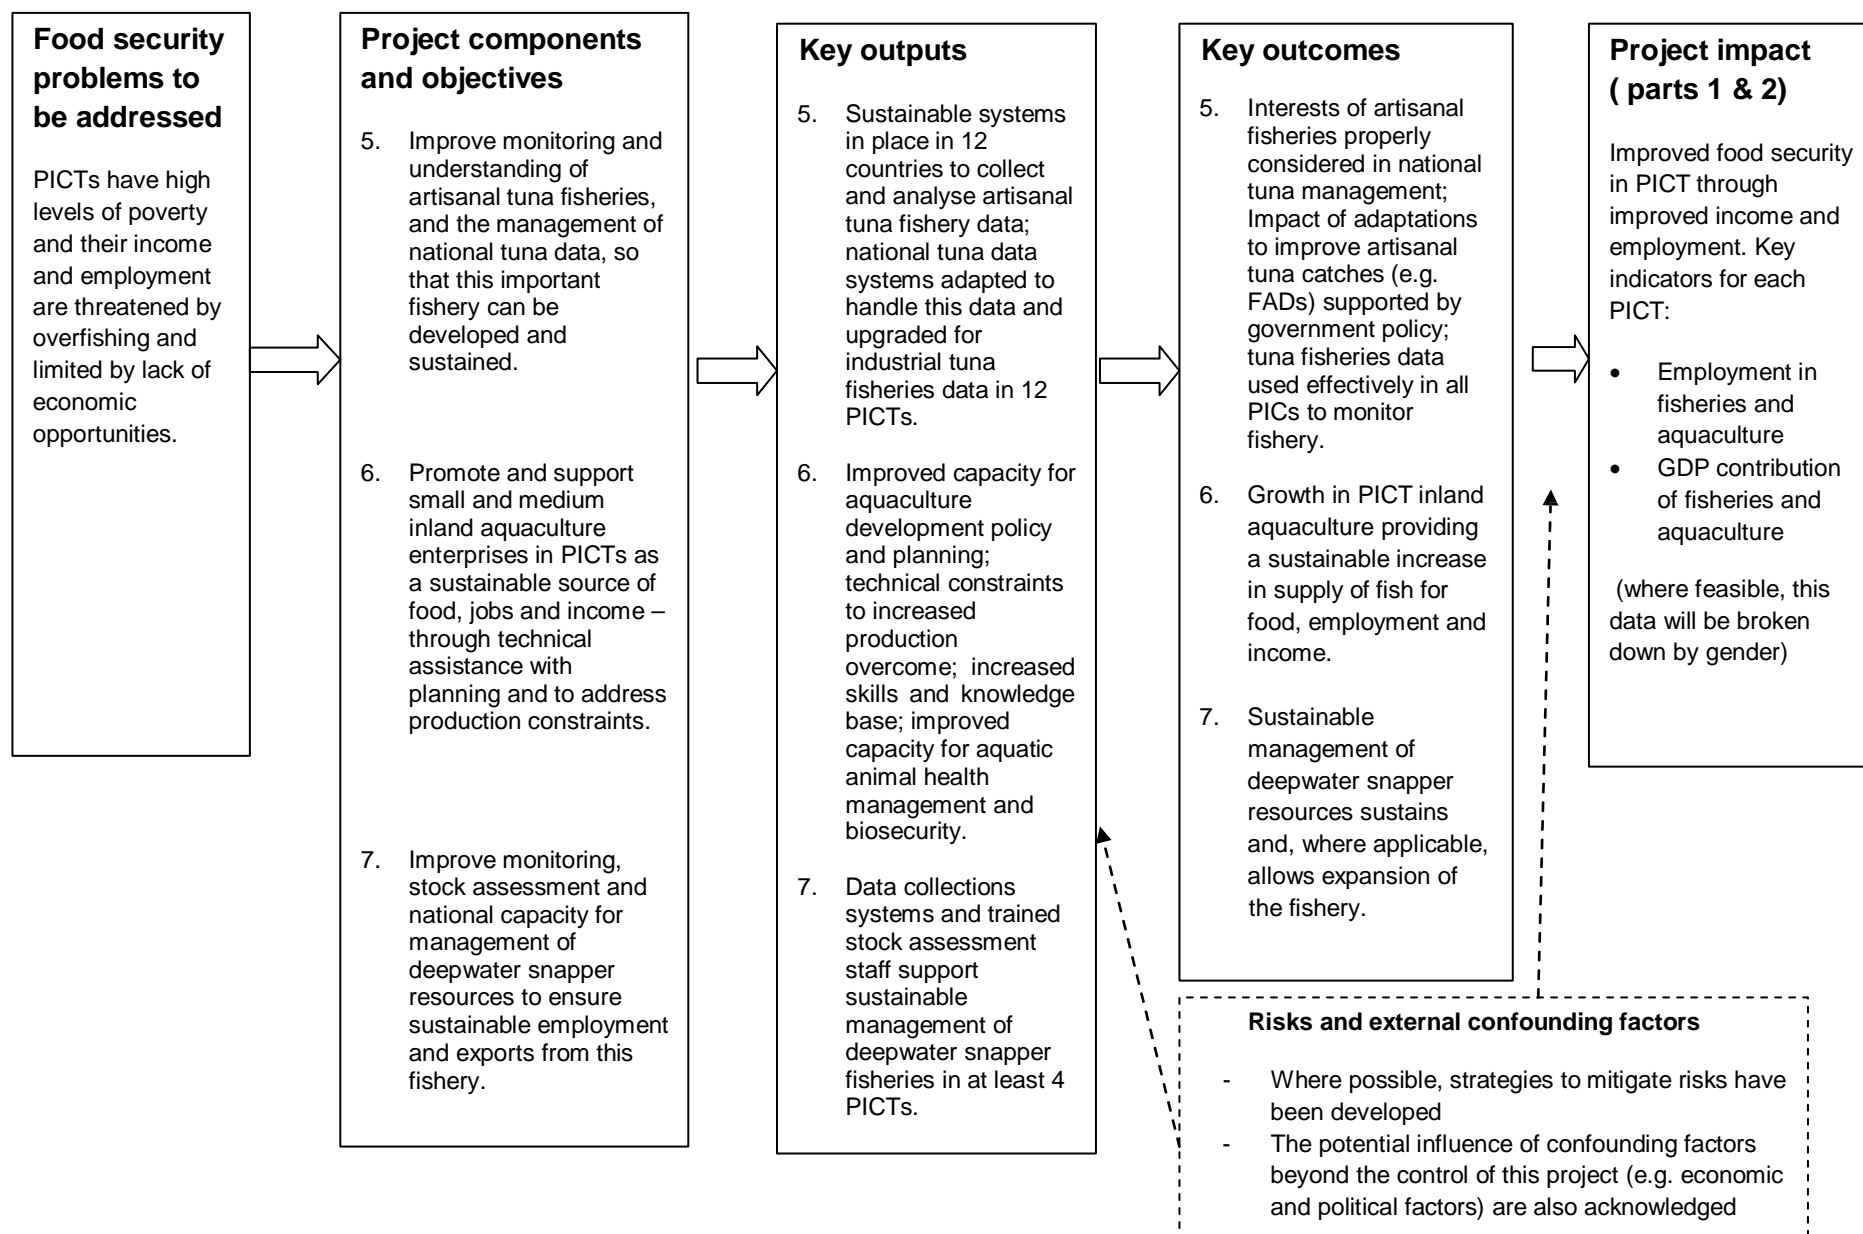 Food security
problems to
be addressed
PICTs have high
levels of poverty
and their income
and employment
are threatened by
overfishing and
limited by lack of
economic
opportunities.
Project components
and objectives
5. Improve monitoring and
understanding of
artisanal tuna fisheries,
and the management of
national tuna data, so
that this important
fishery can be
developed and
sustained.
6. Promote and support
small and medium
inland aquaculture
enterprises in PICTs as
a sustainable source of
food, jobs and income –
through technical
assistance with
planning and to address
production constraints.
7. Improve monitoring,
stock assessment and
national capacity for
management of
deepwater snapper
resources to ensure
sustainable employment
and exports from this
fishery.
Key outputs
5. Sustainable systems
in place in 12
countries to collect
and analyse artisanal
tuna fishery data;
national tuna data
systems adapted to
handle this data and
upgraded for
industrial tuna
fisheries data in 12
PICTs.
6. Improved capacity for
aquaculture
development policy
and planning;
technical constraints
to increased
production
overcome; increased
skills and knowledge
base; improved
capacity for aquatic
animal health
management and
biosecurity.
7. Data collections
systems and trained
stock assessment
staff support
sustainable
management of
deepwater snapper
fisheries in at least 4
PICTs.
Key outcomes
5. Interests of artisanal
fisheries properly
considered in national
tuna management;
Impact of adaptations
to improve artisanal
tuna catches (e.g.
FADs) supported by
government policy;
tuna fisheries data
used effectively in all
PICs to monitor
fishery.
6. Growth in PICT inland
aquaculture providing
a sustainable increase
in supply of fish for
food, employment and
income.
7. Sustainable
management of
deepwater snapper
resources sustains
and, where applicable,
allows expansion of
the fishery.
Project impact
( parts 1 & 2)
Improved food security
in PICT through
improved income and
employment. Key
indicators for each
PICT:
• Employment in
fisheries and
aquaculture
• GDP contribution
of fisheries and
aquaculture
(where feasible, this
data will be broken
down by gender)
Risks and external confounding factors
- Where possible, strategies to mitigate risks have
been developed
- The potential influence of confounding factors
beyond the control of this project (e.g. economic
and political factors) are also acknowledged